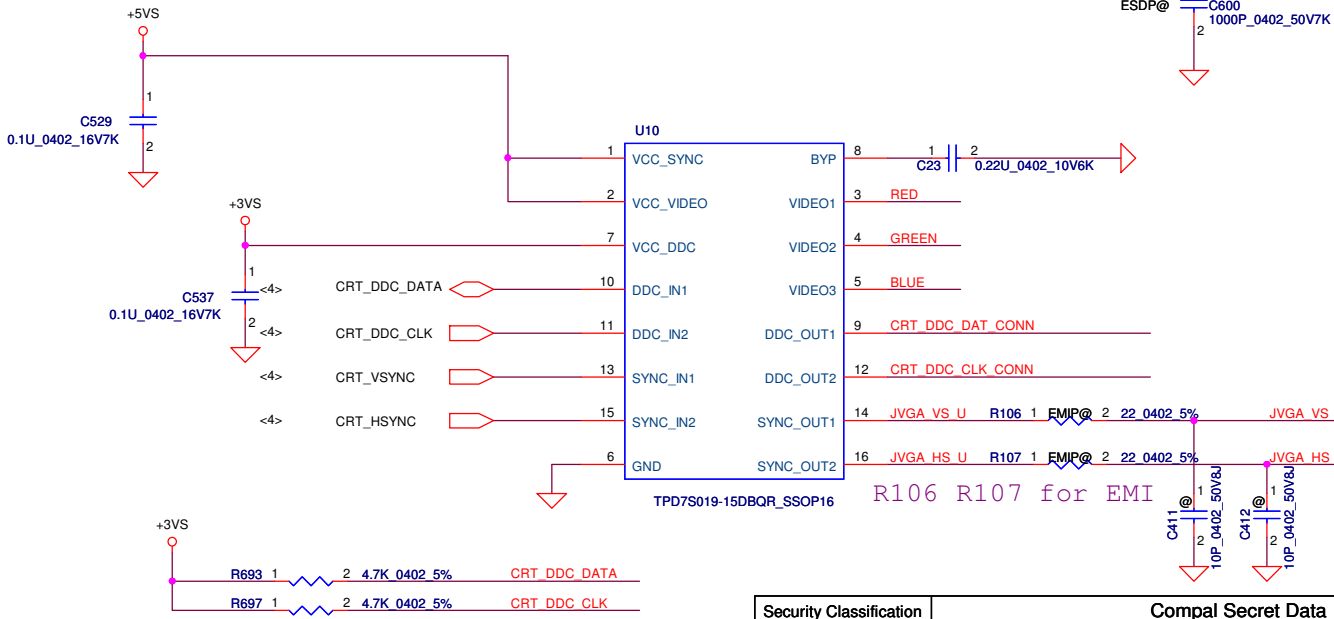 +5VS
ESDP@
C600
1000P_0402_50V7K
2
1
C529
0.1U_0402_16V7K
2
U10
1 VCC_SYNC
BYP 8
1 2
C23 0.22U_0402_10V6K
2 VCC_VIDEO
VIDEO1 3 RED
+3VS
7 VCC_DDC
VIDEO2 4 GREEN
1
C537
0.1U_0402_16V7K
2
<4> CRT_DDC_DATA 10 DDC_IN1
VIDEO3 5 BLUE
<4> CRT_DDC_CLK 11 DDC_IN2
DDC_OUT1 9 CRT_DDC_DAT_CONN
<4> CRT_VSYNC 13 SYNC_IN1
DDC_OUT2 12 CRT_DDC_CLK_CONN
<4> CRT_HSYNC 15 SYNC_IN2
SYNC_OUT1 14 JVGA_VS_U R106 1 EMIP@ 2 22_0402_5% JVGA_VS
6 GND
SYNC_OUT2 16 JVGA_HS_U R107 1 EMIP@ 2 22_0402_5% JVGA_HS
TPD7S019-15DBQR_SSOP16
R106 R107 for EMI
@ 1
C411
10P_0402_50V8J
2
@ 1
C412
10P_0402_50V8J
2
+3VS
R693 1 2 4.7K_0402_5% CRT_DDC_DATA
R697 1 2 4.7K_0402_5% CRT_DDC_CLK
Security Classification
Compal Secret Data